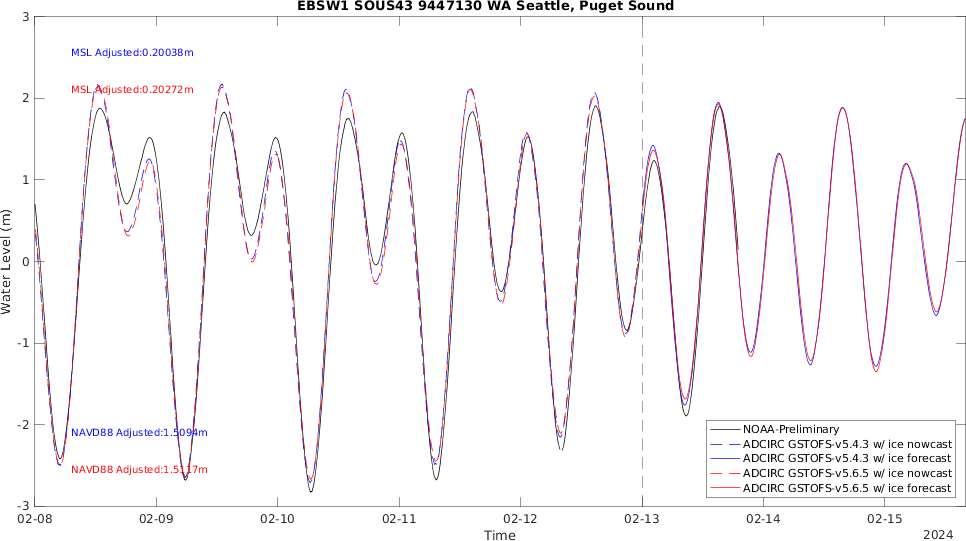 EBSW1 SOUS43 9447130 WA Seattle, Puget Sound
3
MSL Adjusted:0.20038m
MSL Adjusted:0.20272m
2
1
0
-1
-2
-3
Water Level (m)
NAVD88 Adjusted:1.5094m
NAVD88 Adjusted:1.5117m
NOAA-Preliminary
ADCIRC GSTOFS-v5.4.3 w/ ice nowcast
ADCIRC GSTOFS-v5.4.3 w/ ice forecast
ADCIRC GSTOFS-v5.6.5 w/ ice nowcast
ADCIRC GSTOFS-v5.6.5 w/ ice forecast
02-08 02-09 02-10 02-11 02-12 02-13 02-14 02-15
Time
2024